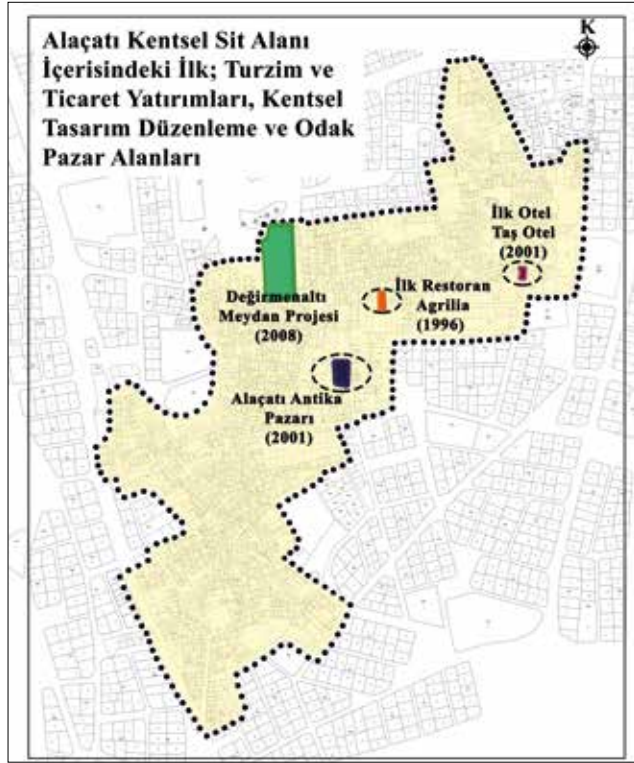 Alaçatı Kentsel Sit Alanı
İçerisindeki İlk; Turzim ve
Ticaret Yatırımları, Kentsel
Tasarım Düzenleme ve Odak
Pazar Alanları
K
İlk Otel
Taş Otel
(2001)
İlk Restoran
Agrilia
(1996)
Değirmenaltı
Meydan Projesi
(2008)
Alaçatı Antika
Pazarı
(2001)